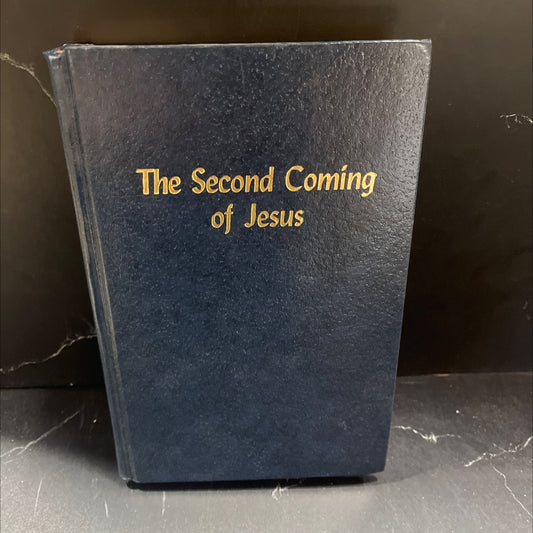 The Second Coming
of Jesus